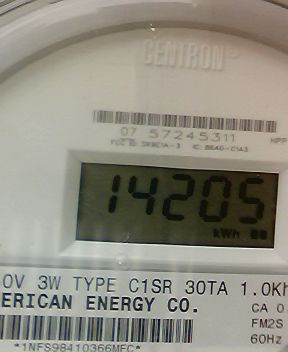 CENTRON
07 57245311
14205
kWh
0V 3W TYPE C1SR 30TA 1.0Kh
ERICAN ENERGY CO.
CA 0
FM2S
60Hz
*1NFS98410366MFC*